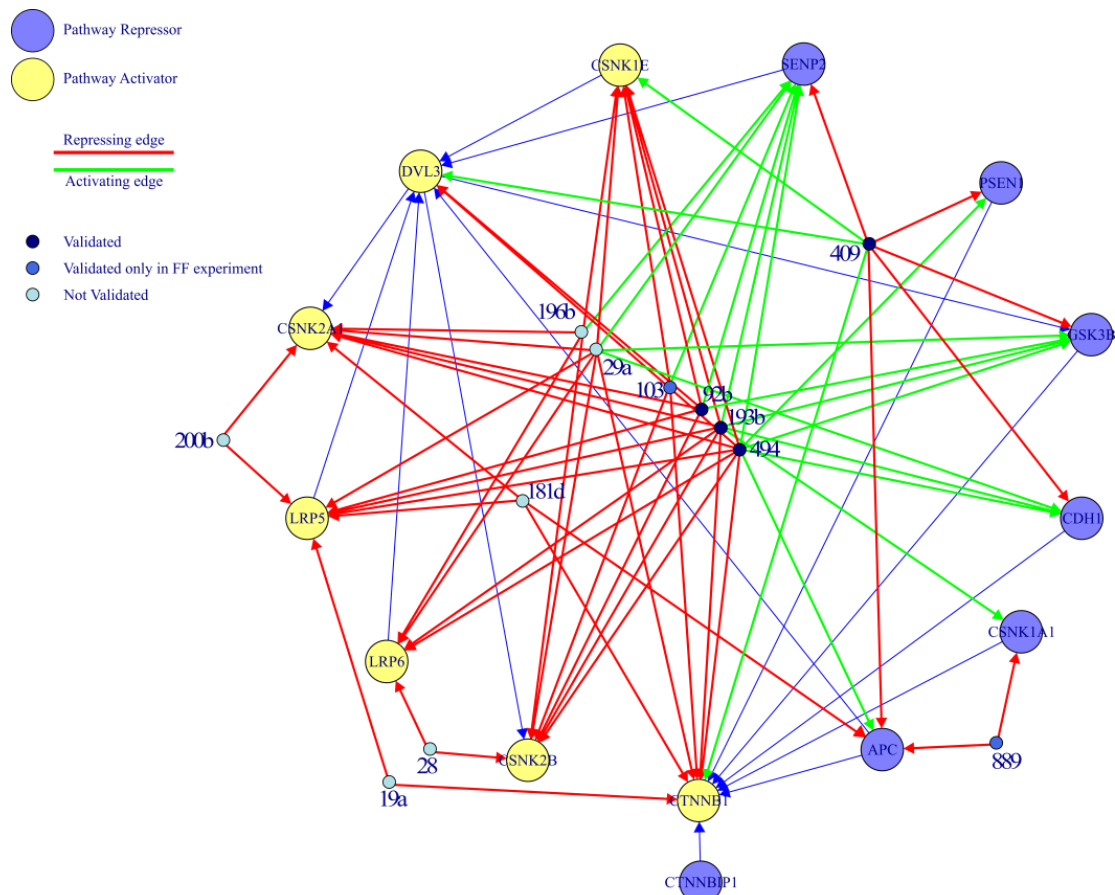 Pathway Repressor
Pathway Activator
Repressing edge
Activating edge
Validated
Validated only in FF experiment
Not Validated
CSNK1E
SENP2
DVL3
PSEN1
409
196b
CSNK2A1
GSK3B
29a
103
92b
193b
200b
494
181d
LRP5
CDH1
CSNK1A1
LRP6
APC
28
CSNK2B
889
19a
CTNNB1
CTNNBIP1